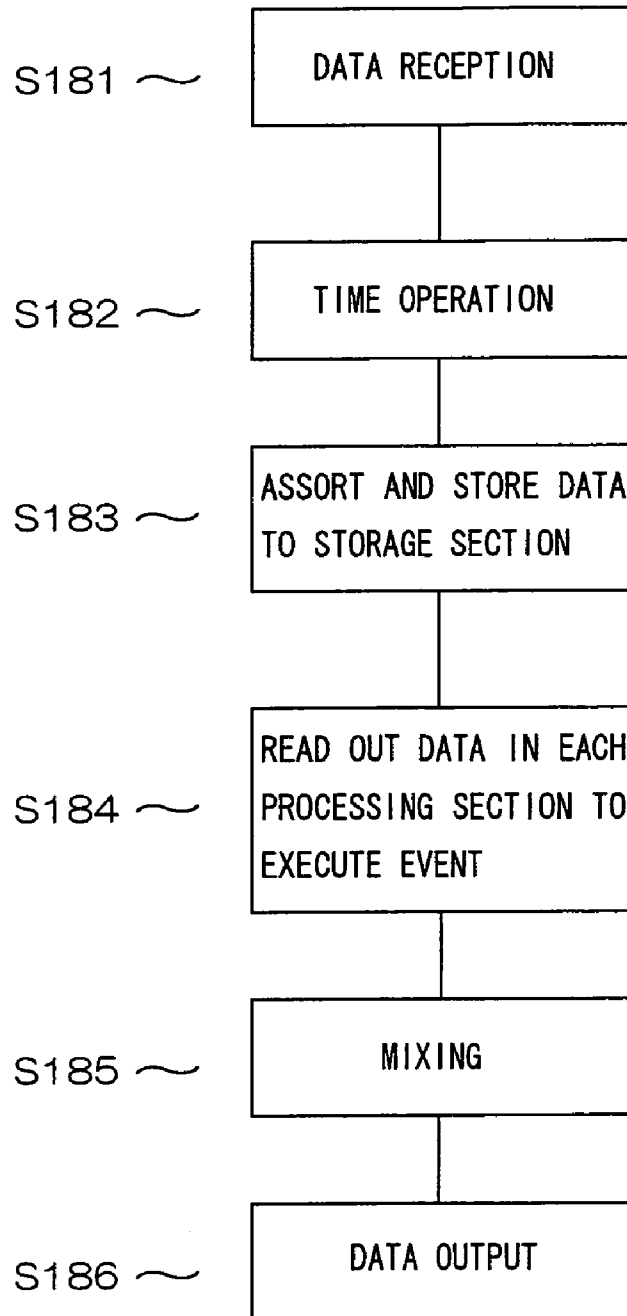 S181 ～ DATA RECEPTION
S182 ～ TIME OPERATION
S183 ～ ASSORT AND STORE DATA
TO STORAGE SECTION
S184 ～ READ OUT DATA IN EACH
PROCESSING SECTION TO
EXECUTE EVENT
S185 ～ MIXING
S186 ～ DATA OUTPUT